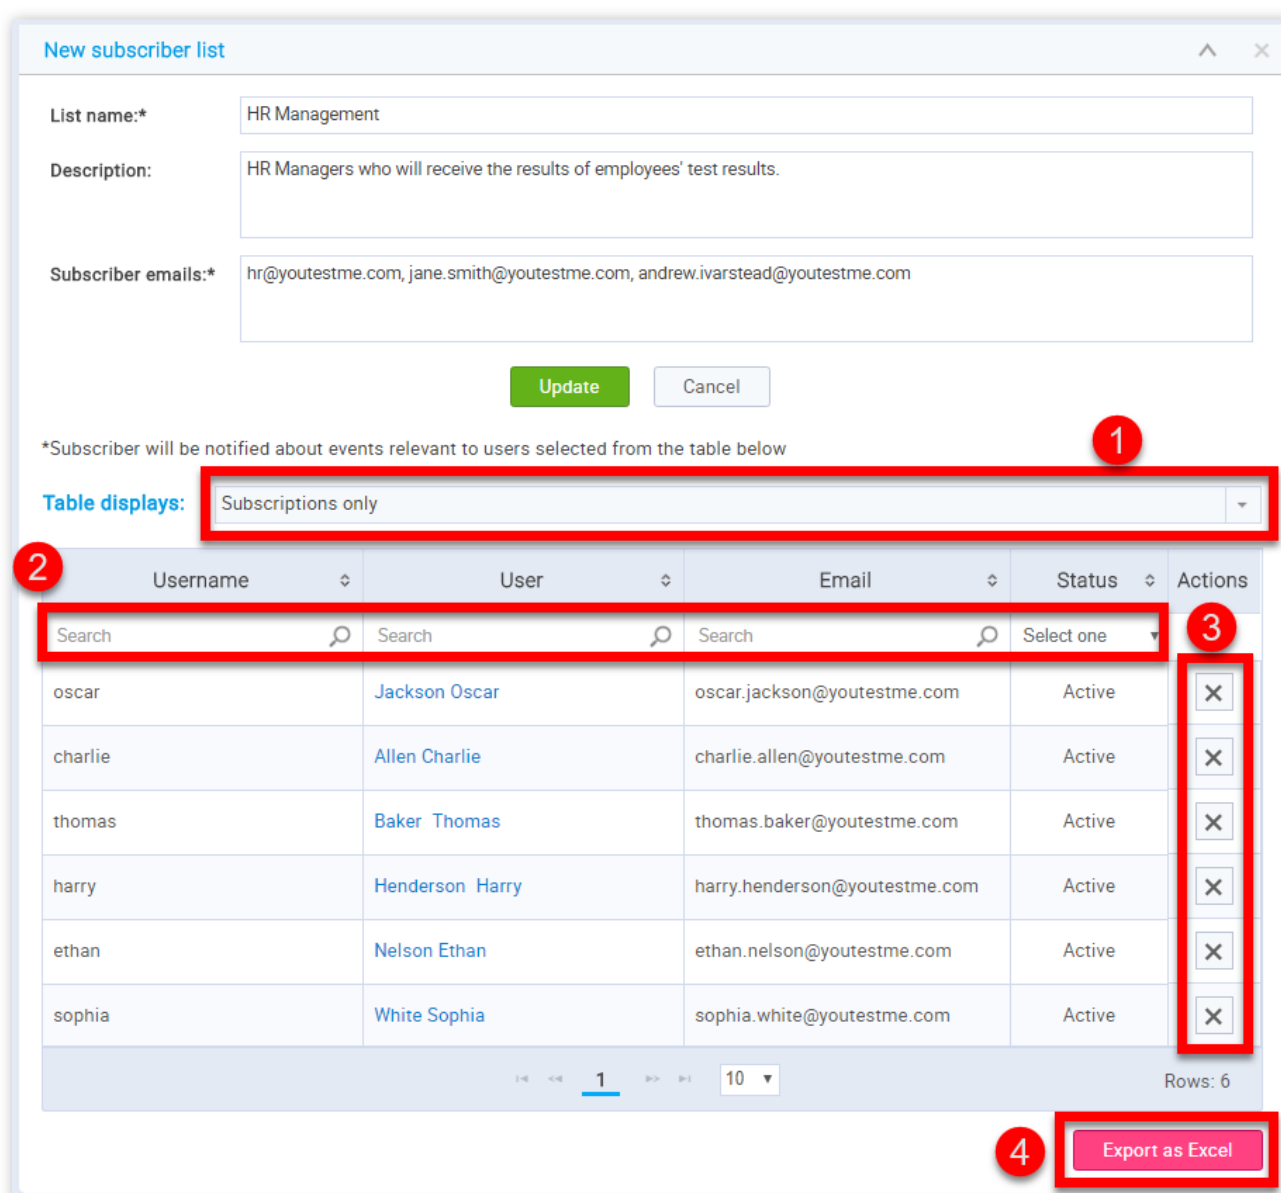 New subscriber list
List name:* HR Management
Description: HR Managers who will receive the results of employees' test results.
Subscriber emails:* hr@youtestme.com, jane.smith@youtestme.com, andrew.ivarstead@youtestme.com
Update Cancel
*Subscriber will be notified about events relevant to users selected from the table below
1
Table displays: Subscriptions only
2
Username User Email Status Actions
Search Search Search Select one
3
oscar Jackson Oscar oscar.jackson@youtestme.com Active
charlie Allen Charlie charlie.allen@youtestme.com Active
thomas Baker Thomas thomas.baker@youtestme.com Active
harry Henderson Harry harry.henderson@youtestme.com Active
ethan Nelson Ethan ethan.nelson@youtestme.com Active
sophia White Sophia sophia.white@youtestme.com Active
1 10 Rows: 6
4 Export as Excel